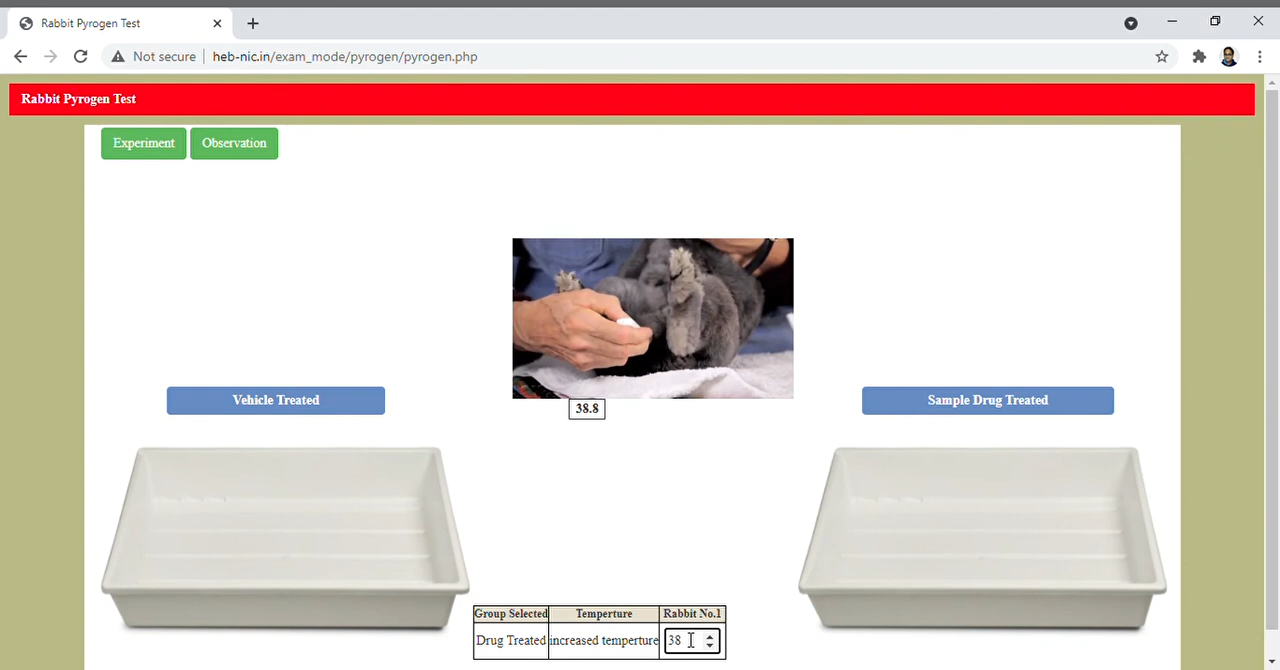 Rabbit Pyrogen Test
Not secure heb-nic.in/exam_mode/pyrogen/pyrogen.php
Rabbit Pyrogen Test
Experiment Observation
38.8
Vehicle Treated Sample Drug Treated
Group Selected Temperture Rabbit No.1
Drug Treated increased temperture 38